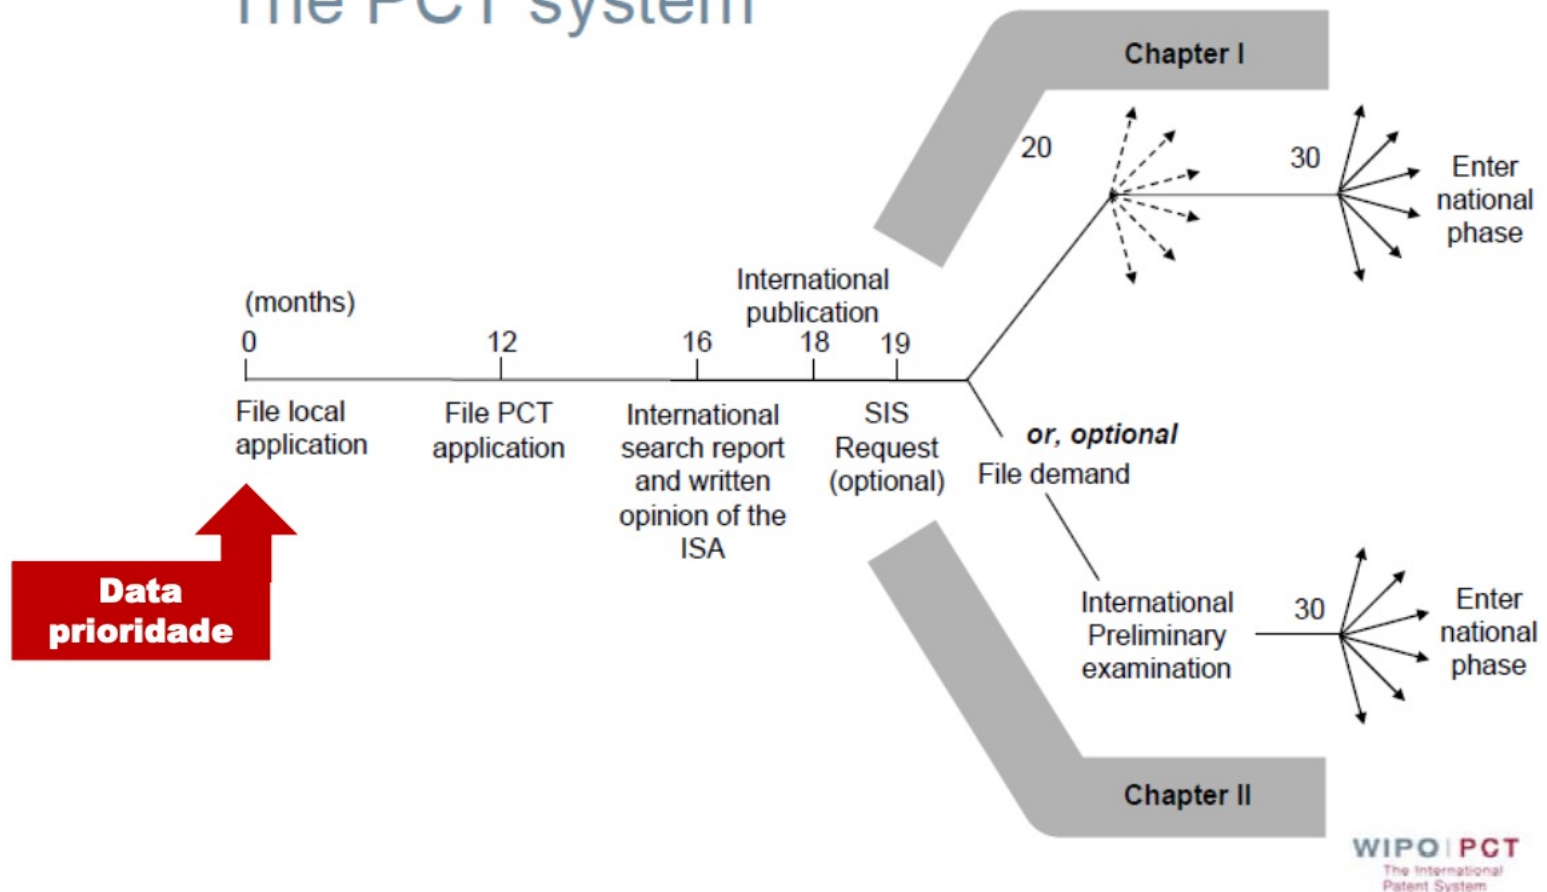 The PCT system
Chapter I
20
30
Enter
national
phase
International
publication
(months)
0
12
16
18
19
File local
application
File PCT
application
International
search report
and written
opinion of the
ISA
SIS
Request
(optional)
or, optional
File demand
Data
prioridade
International
Preliminary
examination
30
Enter
national
phase
Chapter II
WIPO | PCT
The International
Patent System